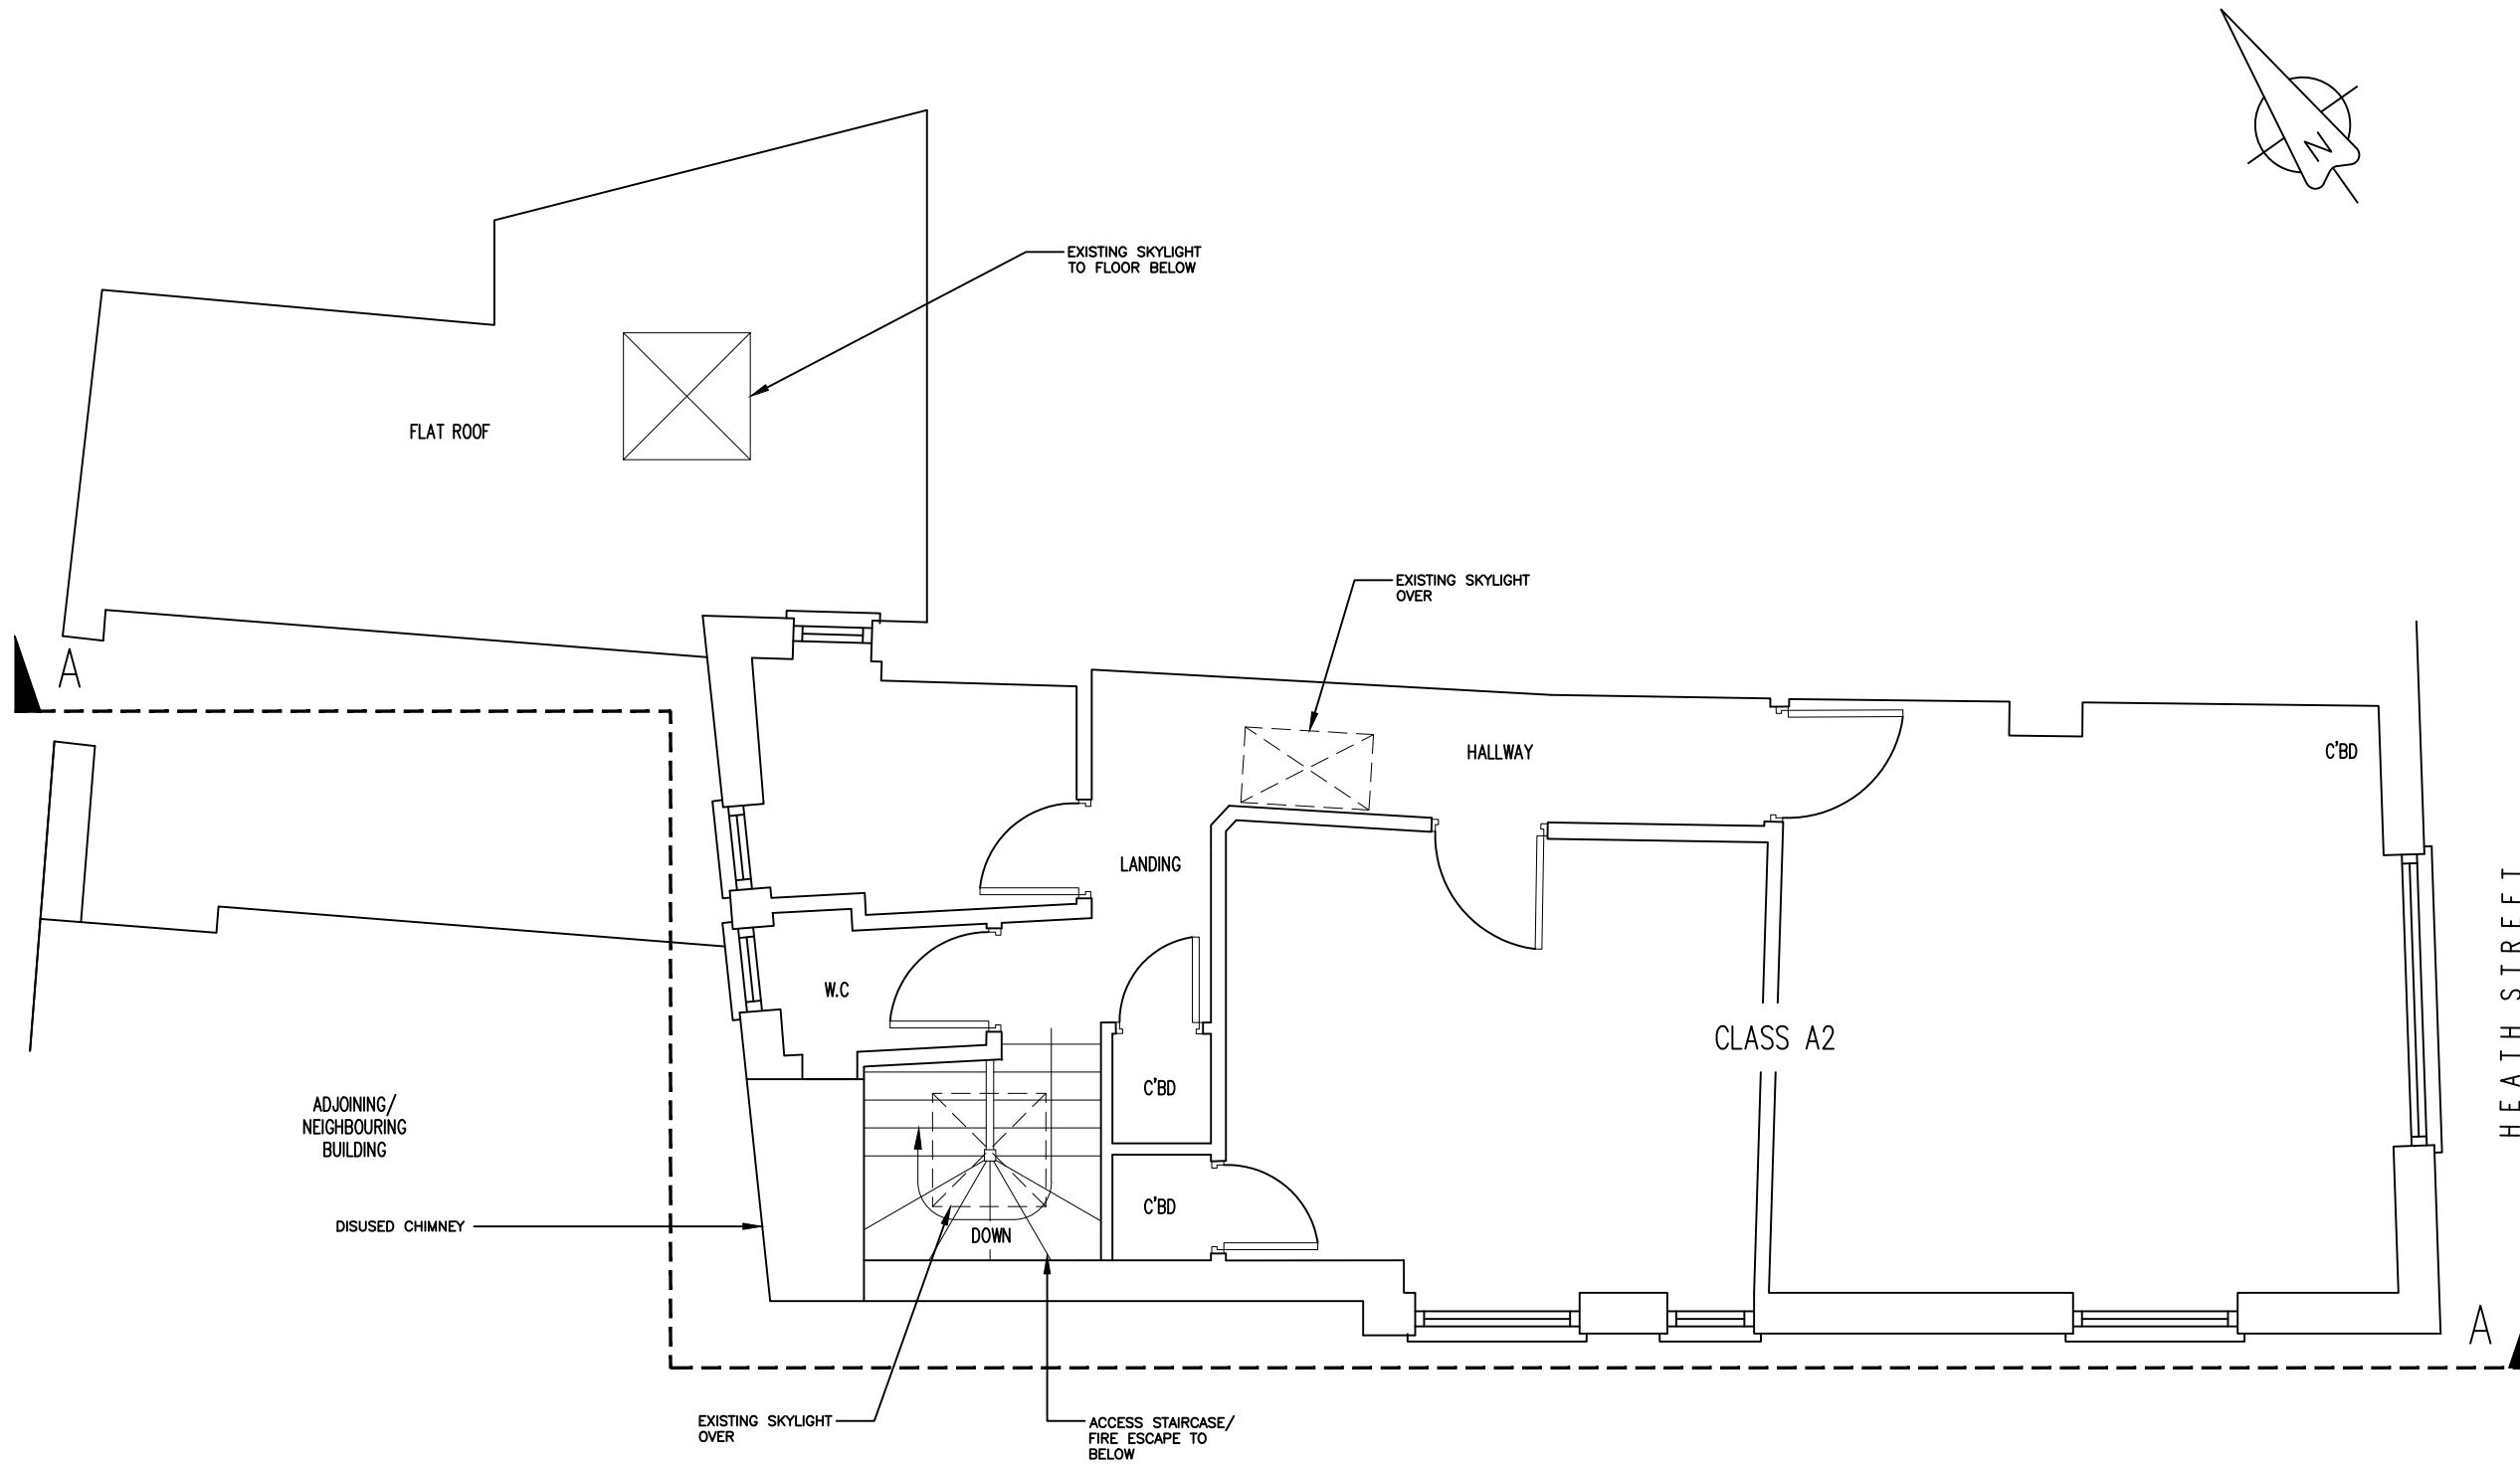 N
EXISTING SKYLIGHT
TO FLOOR BELOW
FLAT ROOF
EXISTING SKYLIGHT
OVER
A
HALLWAY
C'BD
LANDING
W.C
CLASS A2
HEATH STREET
C'BD
ADJOINING/
NEIGHBOURING
BUILDING
C'BD
DISUSED CHIMNEY
DOWN
A
EXISTING SKYLIGHT
OVER
ACCESS STAIRCASE/
FIRE ESCAPE TO
BELOW